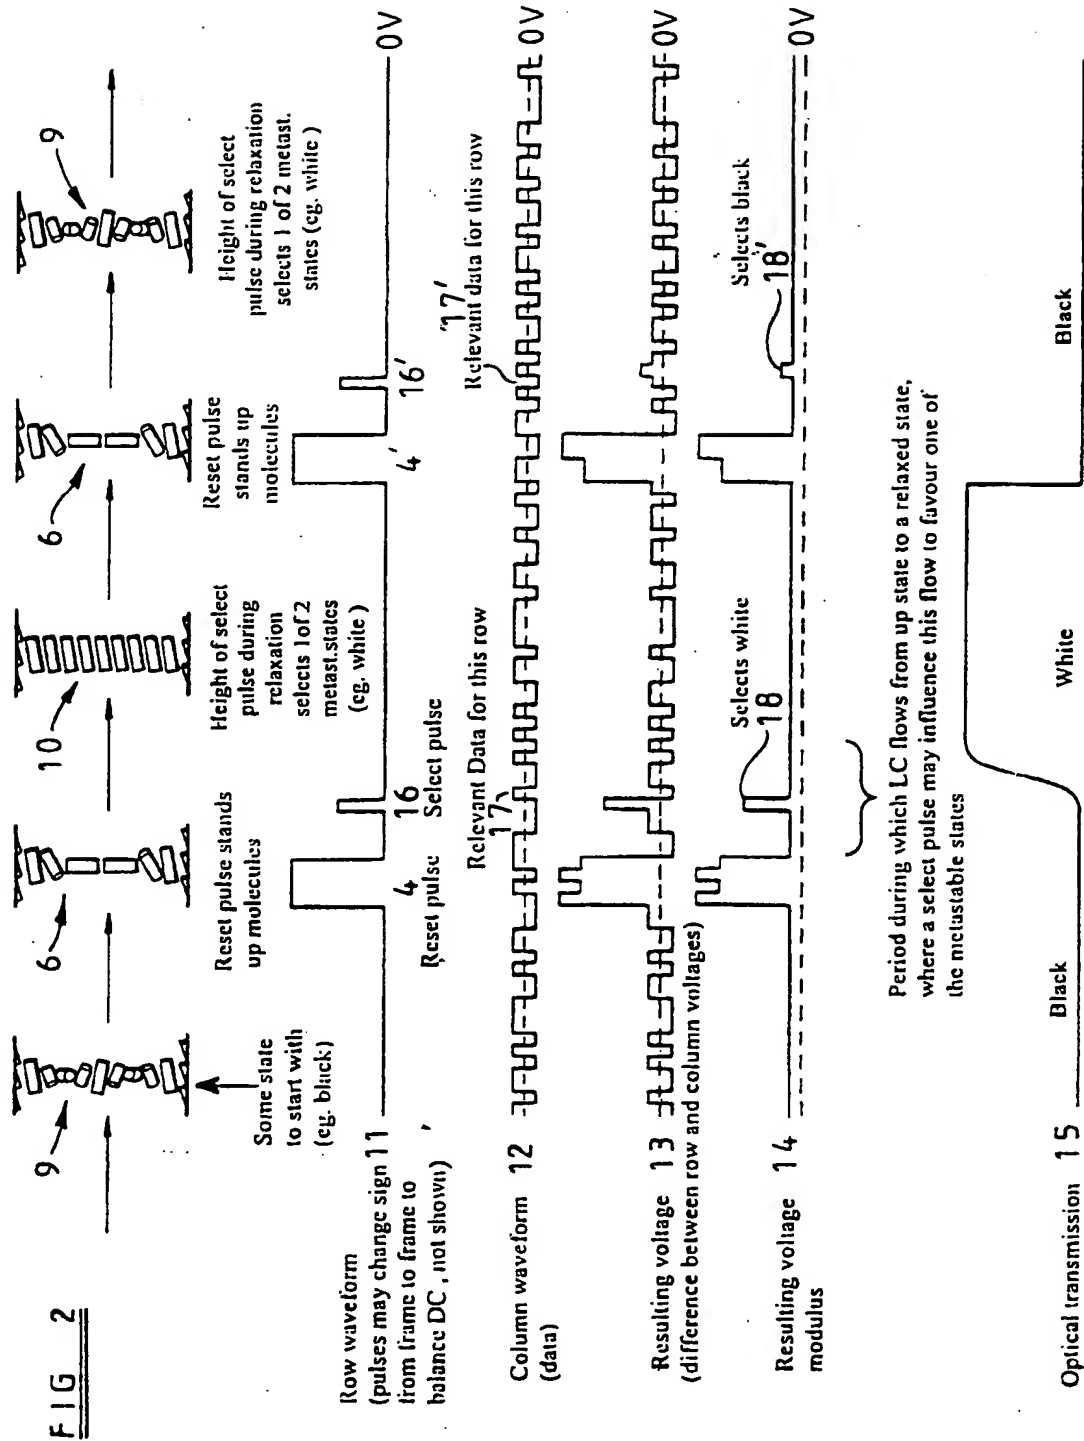 FIG 2
9
6
10
6
9
Some state
to start with
(eg. black)
Reset pulse stands
up molecules
Height of select
pulse during
relaxation
selects 1 of 2
metast. states
(eg. white )
Reset pulse
stands up
molecules
Height of select
pulse during relaxation
selects 1 of 2 metast.
states (eg. white )
Row waveform 11
(pulses may change sign
from frame to frame to
balance DC , not shown)
4
Reset pulse
16
Select pulse
4'
16'
0V
Column waveform 12
(data)
Relevant Data for this row
17
17'
Relevant data for this row
0V
Resulting voltage 13
(difference between row and column voltages)
0V
Resulting voltage 14
modulus
Selects white
18
Selects black
18'
0V
Period during which LC flows from up state to a relaxed state,
where a select pulse may influence this flow to favour one of
the metastable states
Optical transmission 15
Black
White
Black